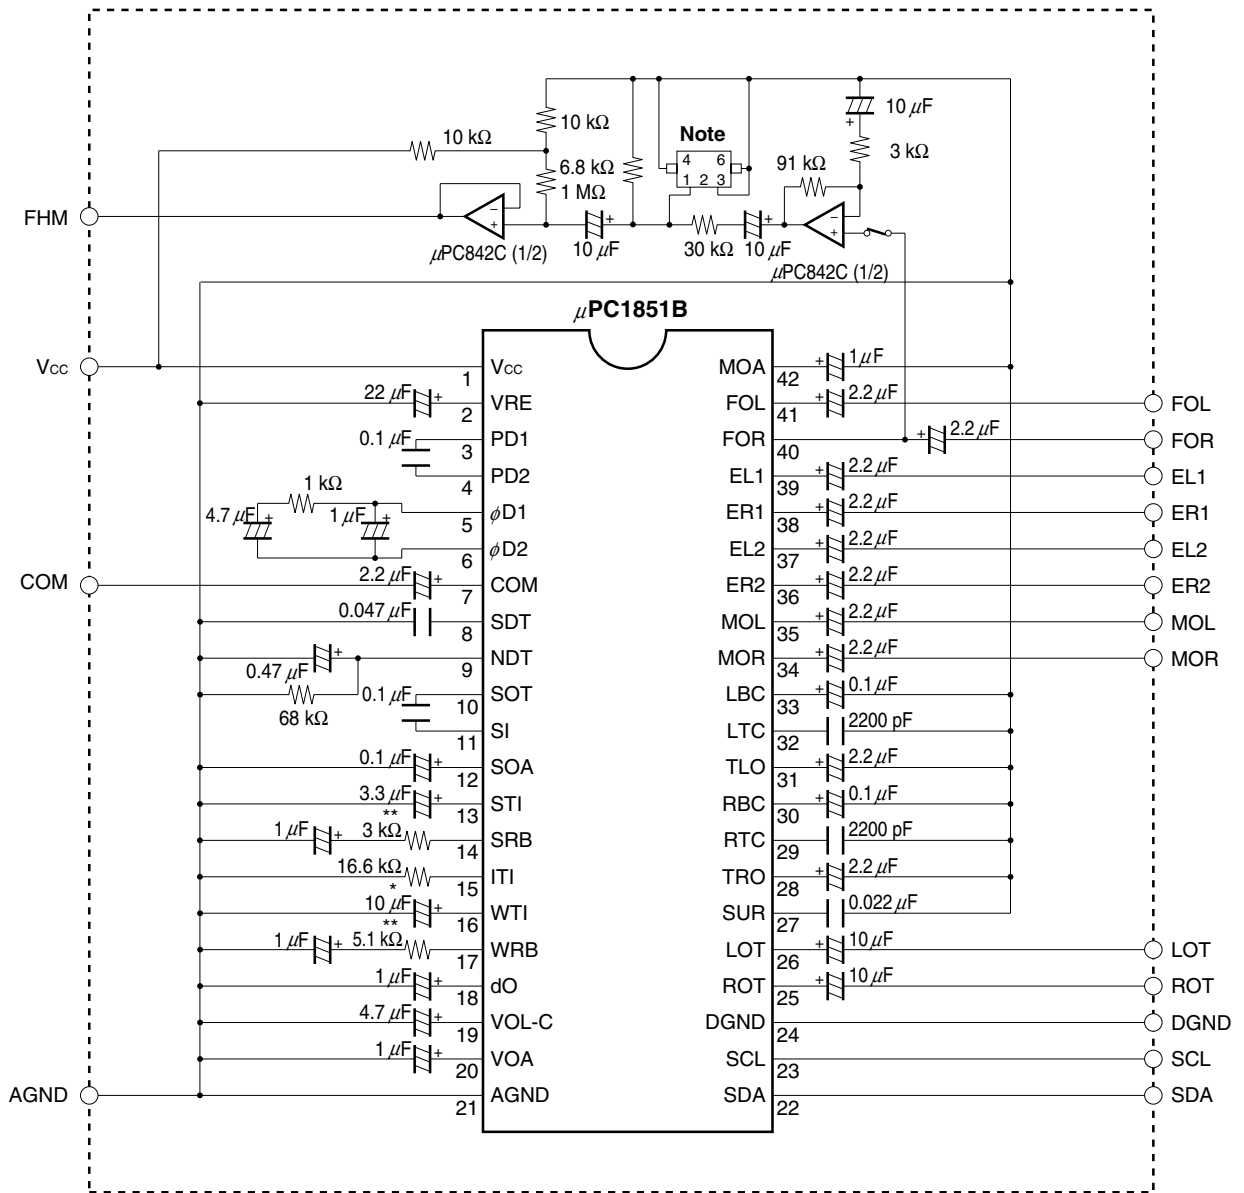 10 µF
10 kΩ
10 kΩ
Note
3 kΩ
4 6
1 2 3
6.8 kΩ
91 kΩ
1 MΩ
FHM
−
+
+
+
−
+
+
10 µF
30 kΩ
10 µF
µPC842C (1/2)
µPC842C (1/2)
µPC1851B
VCC
VCC
1
MOA
42
+
1 µF
22 µF
+
VRE
2
FOL
41
+
2.2 µF
FOL
0.1 µF
PD1
3
FOR
40
+
2.2 µF
FOR
PD2
4
EL1
39
+
2.2 µF
EL1
1 kΩ
4.7 µF
+
1 µF
+
φD1
5
ER1
38
+
2.2 µF
ER1
φD2
6
EL2
37
+
2.2 µF
EL2
COM
2.2 µF
+
COM
7
ER2
36
+
2.2 µF
ER2
0.047 µF
SDT
8
MOL
35
+
2.2 µF
MOL
0.47 µF
+
NDT
9
MOR
34
+
2.2 µF
MOR
68 kΩ
0.1 µF
SOT
10
LBC
33
+
0.1 µF
SI
11
LTC
32
2200 pF
0.1 µF
+
SOA
12
TLO
31
+
2.2 µF
3.3 µF
+
STI
13
RBC
30
+
0.1 µF
1 µF
+
**
3 kΩ
SRB
14
RTC
29
2200 pF
16.6 kΩ
ITI
15
TRO
28
+
2.2 µF
*
10 µF
+
WTI
16
SUR
27
0.022 µF
1 µF
+
**
5.1 kΩ
WRB
17
LOT
26
+
10 µF
LOT
1 µF
+
dO
18
ROT
25
+
10 µF
ROT
4.7 µF
+
VOL-C
19
DGND
24
DGND
1 µF
+
VOA
20
SCL
23
SCL
AGND
AGND
21
SDA
22
SDA